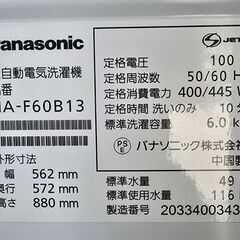 Panasonic
JET
自動電気洗濯機
品番
NA-F60B13
外形寸法
幅 562 mm
奥行 572 mm
高さ 880 mm
定格電圧 100
定格周波数 50/60 H
定格消費電力 400/445 W
定格時間 洗いのみ 10
標準洗濯容量 6.0 k
PS E
パナソニック株式会
中国製
標準水量 49
標準使用水量 116
製造番号 2033400343